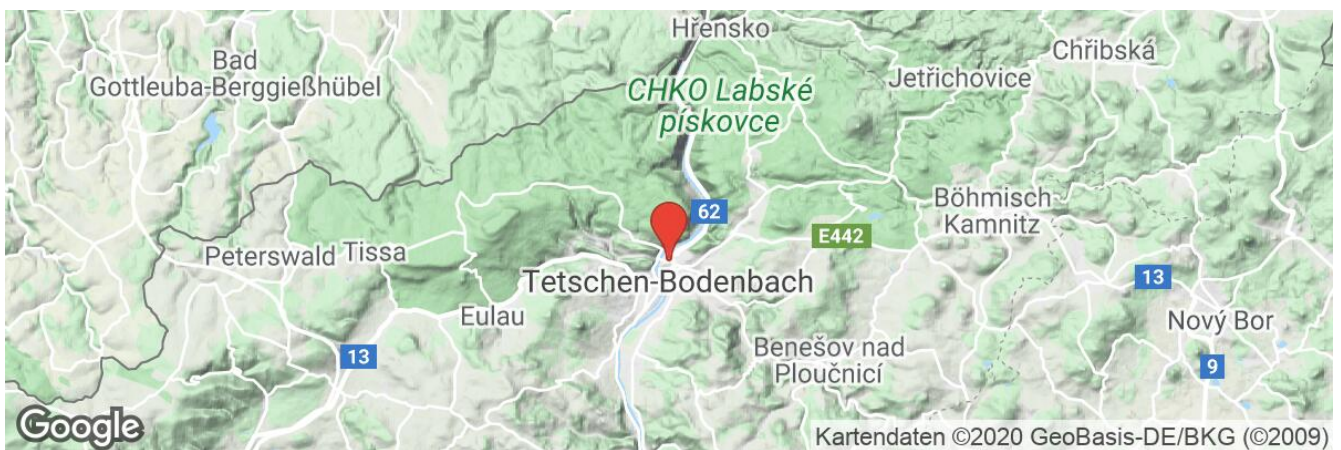 Hřensko
Bad
Gottleuba-Berggießhübel
Chřibská
Jetřichovice
CHKO Labské
pískovce
62
Böhmisch
Kamnitz
E442
Peterswald
Tissa
Tetschen-Bodenbach
13
Eulau
Nový Bor
13
Benešov nad
Ploučnicí
9
Google
Kartendaten ©2020 GeoBasis-DE/BKG (©2009)